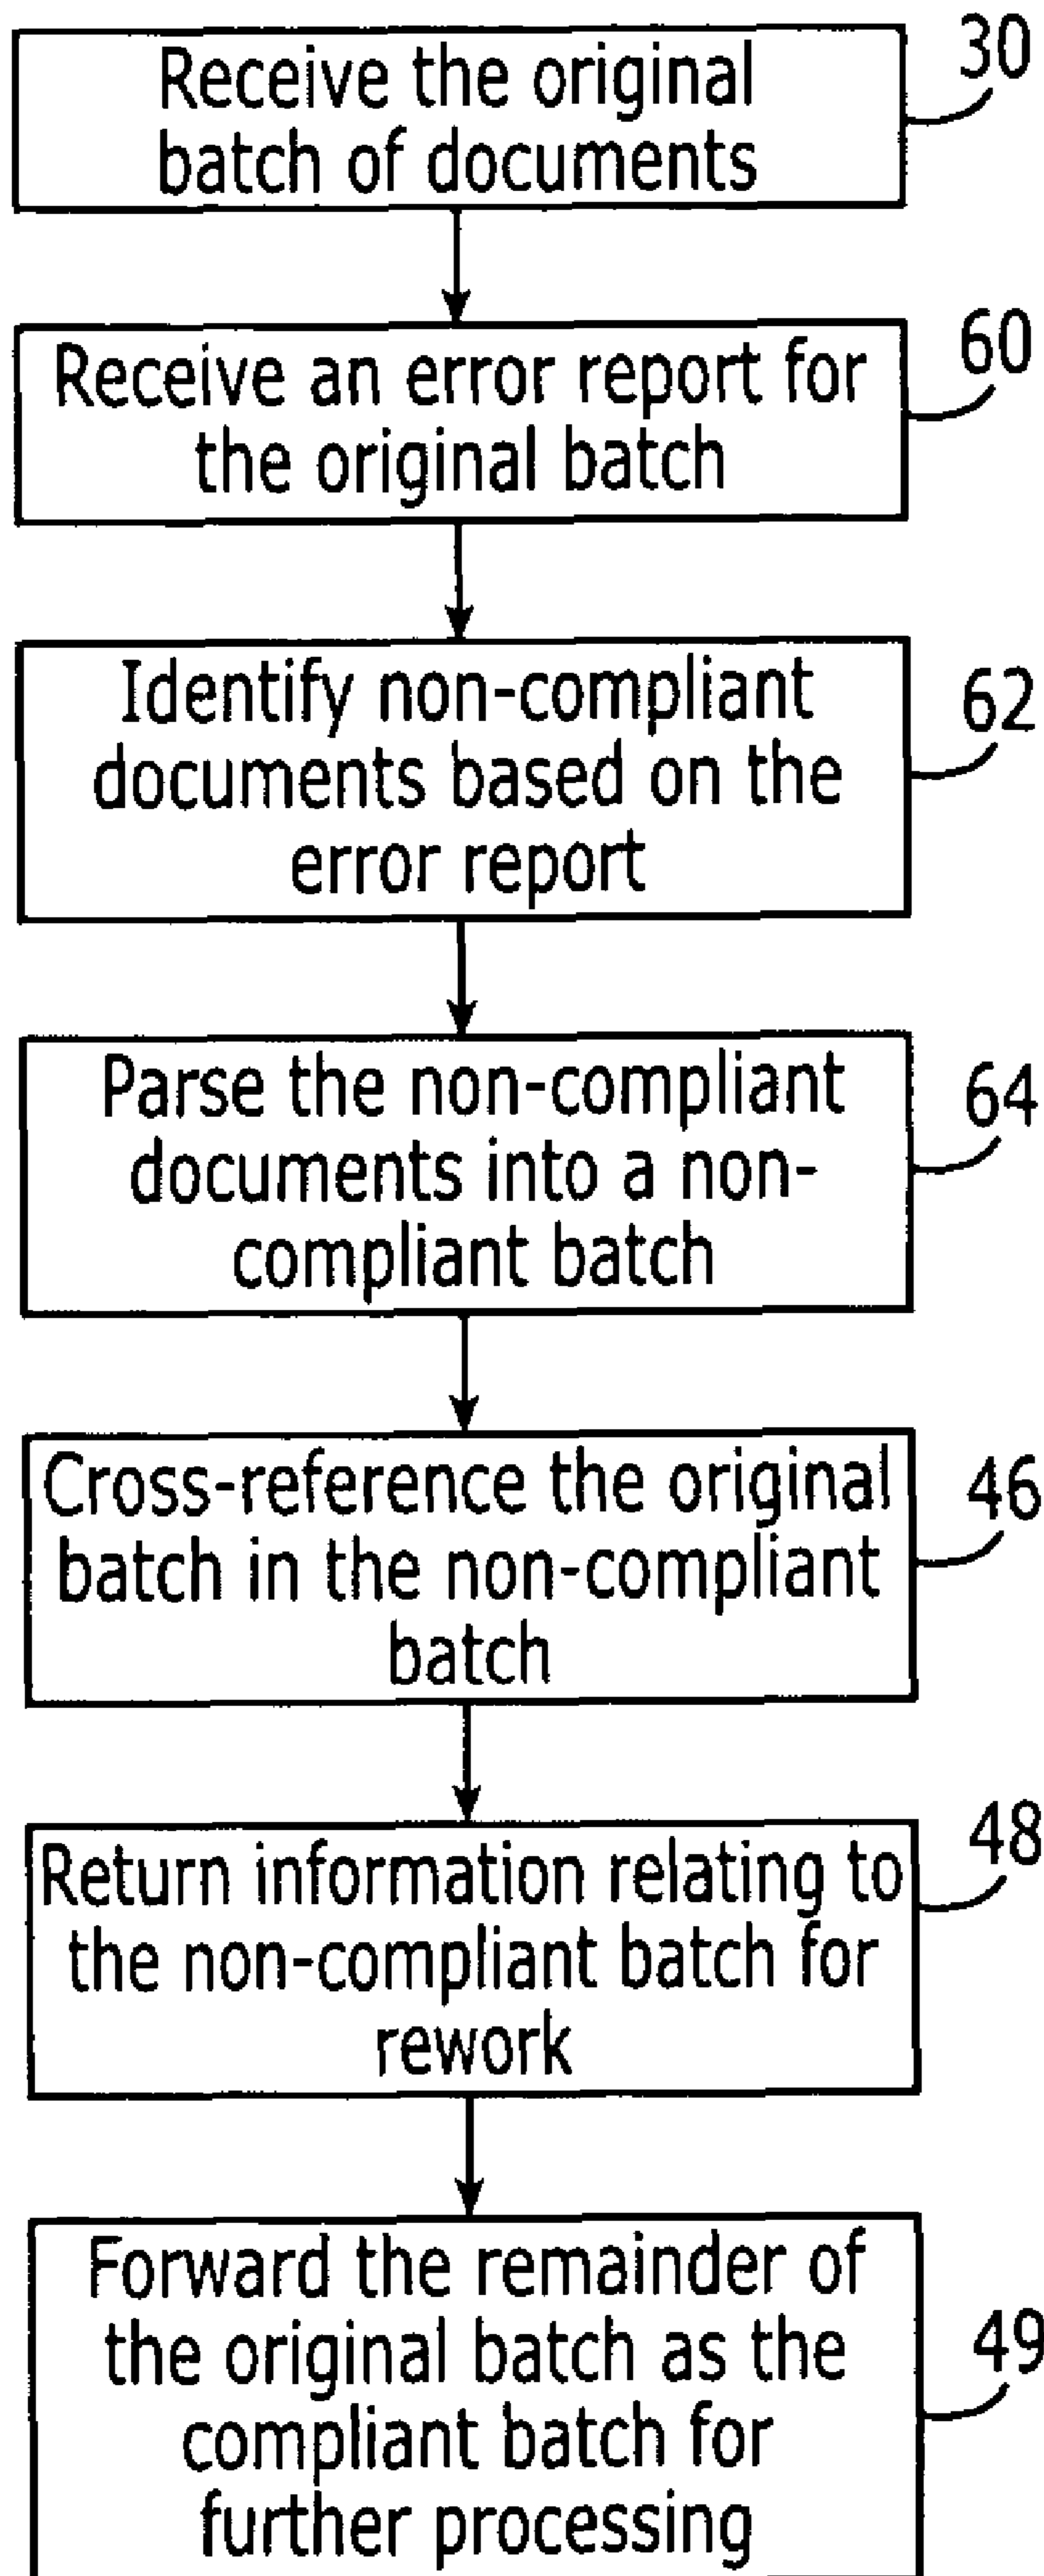 Receive the original
batch of documents
30
Receive an error report for
the original batch
60
Identify non-compliant
documents based on the
error report
62
Parse the non-compliant
documents into a non-
compliant batch
64
Cross-reference the original
batch in the non-compliant
batch
46
Return information relating to
the non-compliant batch for
rework
48
Forward the remainder of
the original batch as the
compliant batch for
further processing
49